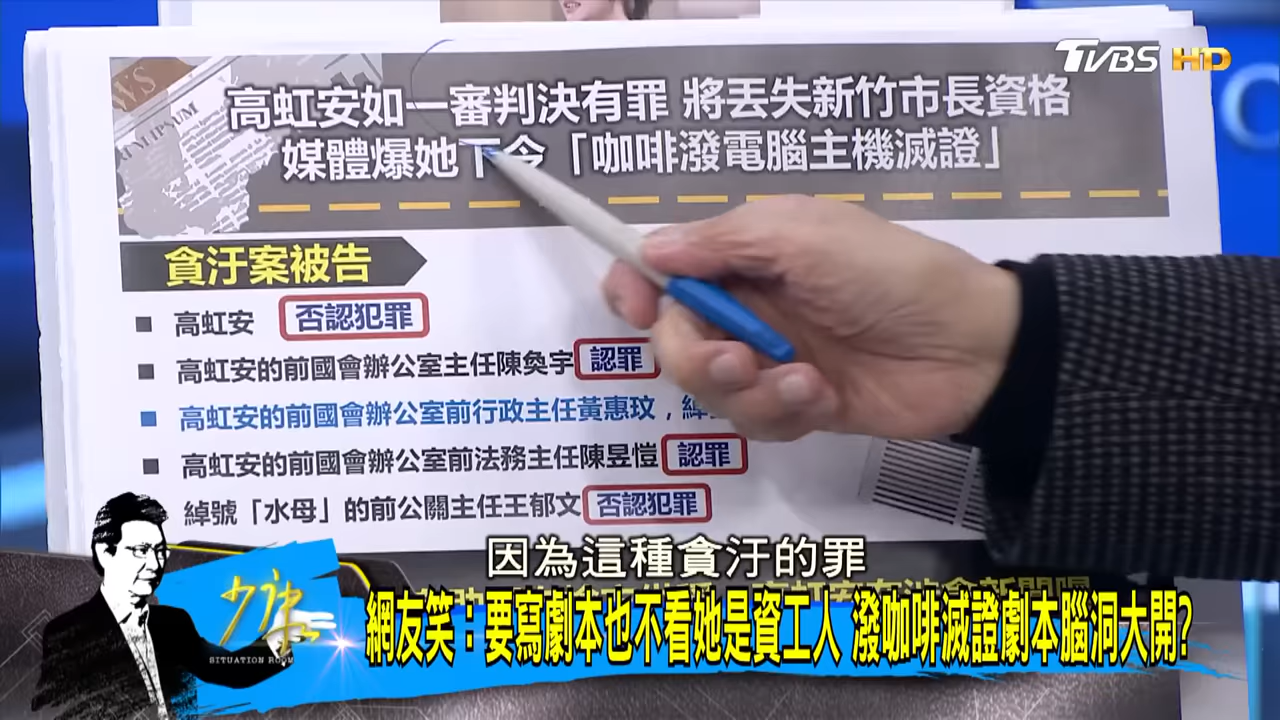 TVBS HD
高虹安如一審判決有罪 將丟失新竹市長資格
媒體爆她下令「咖啡潑電腦主機滅證」
貪汙案被告
高虹安 否認犯罪
高虹安的前國會辦公室主任陳奐宇 認罪
高虹安的前國會辦公室前行政主任黃惠玟，綽
高虹安的前國會辦公室前法務主任陳昱愷 認罪
綽號「水母」的前公關主任王郁文 否認犯罪
因為這種貪汙的罪
少康
SITUATION ROOM
網友笑：要寫劇本也不看她是資工人 潑咖啡滅證劇本腦洞大開?